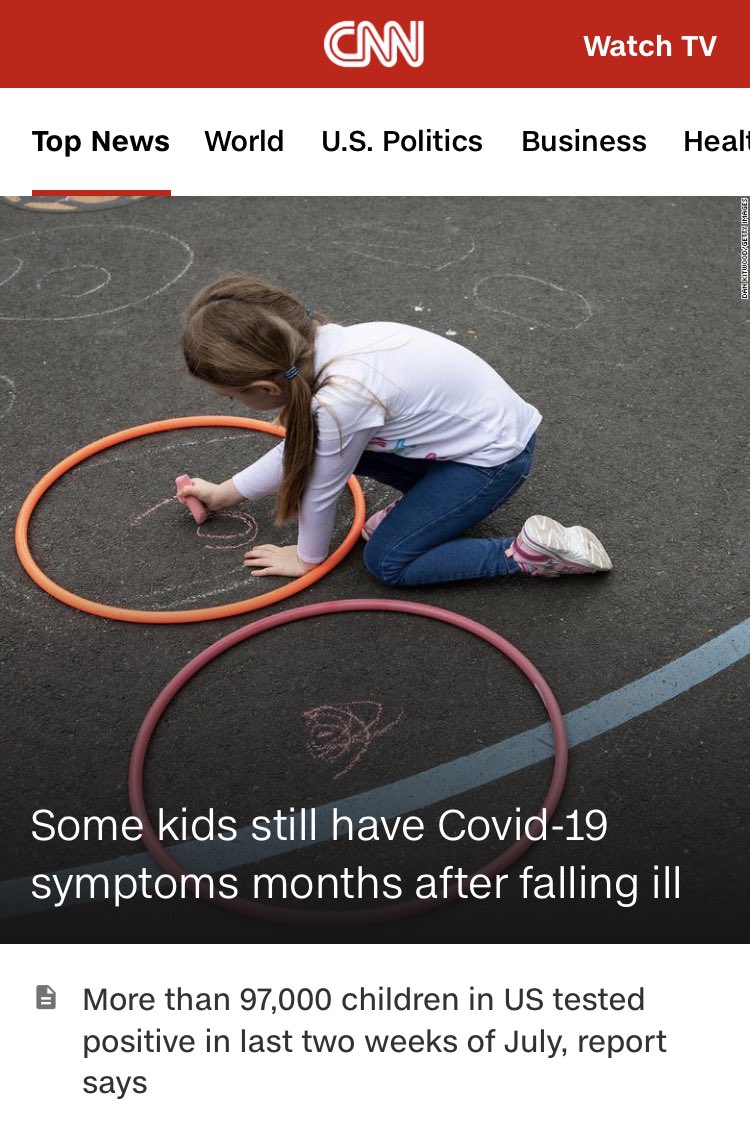 CNN
Watch TV
Top News World U.S. Politics Business Healt
DAN KITWOOD/GETTY IMAGES
Some kids still have Covid-19
symptoms months after falling ill
More than 97,000 children in US tested
positive in last two weeks of July, report
says